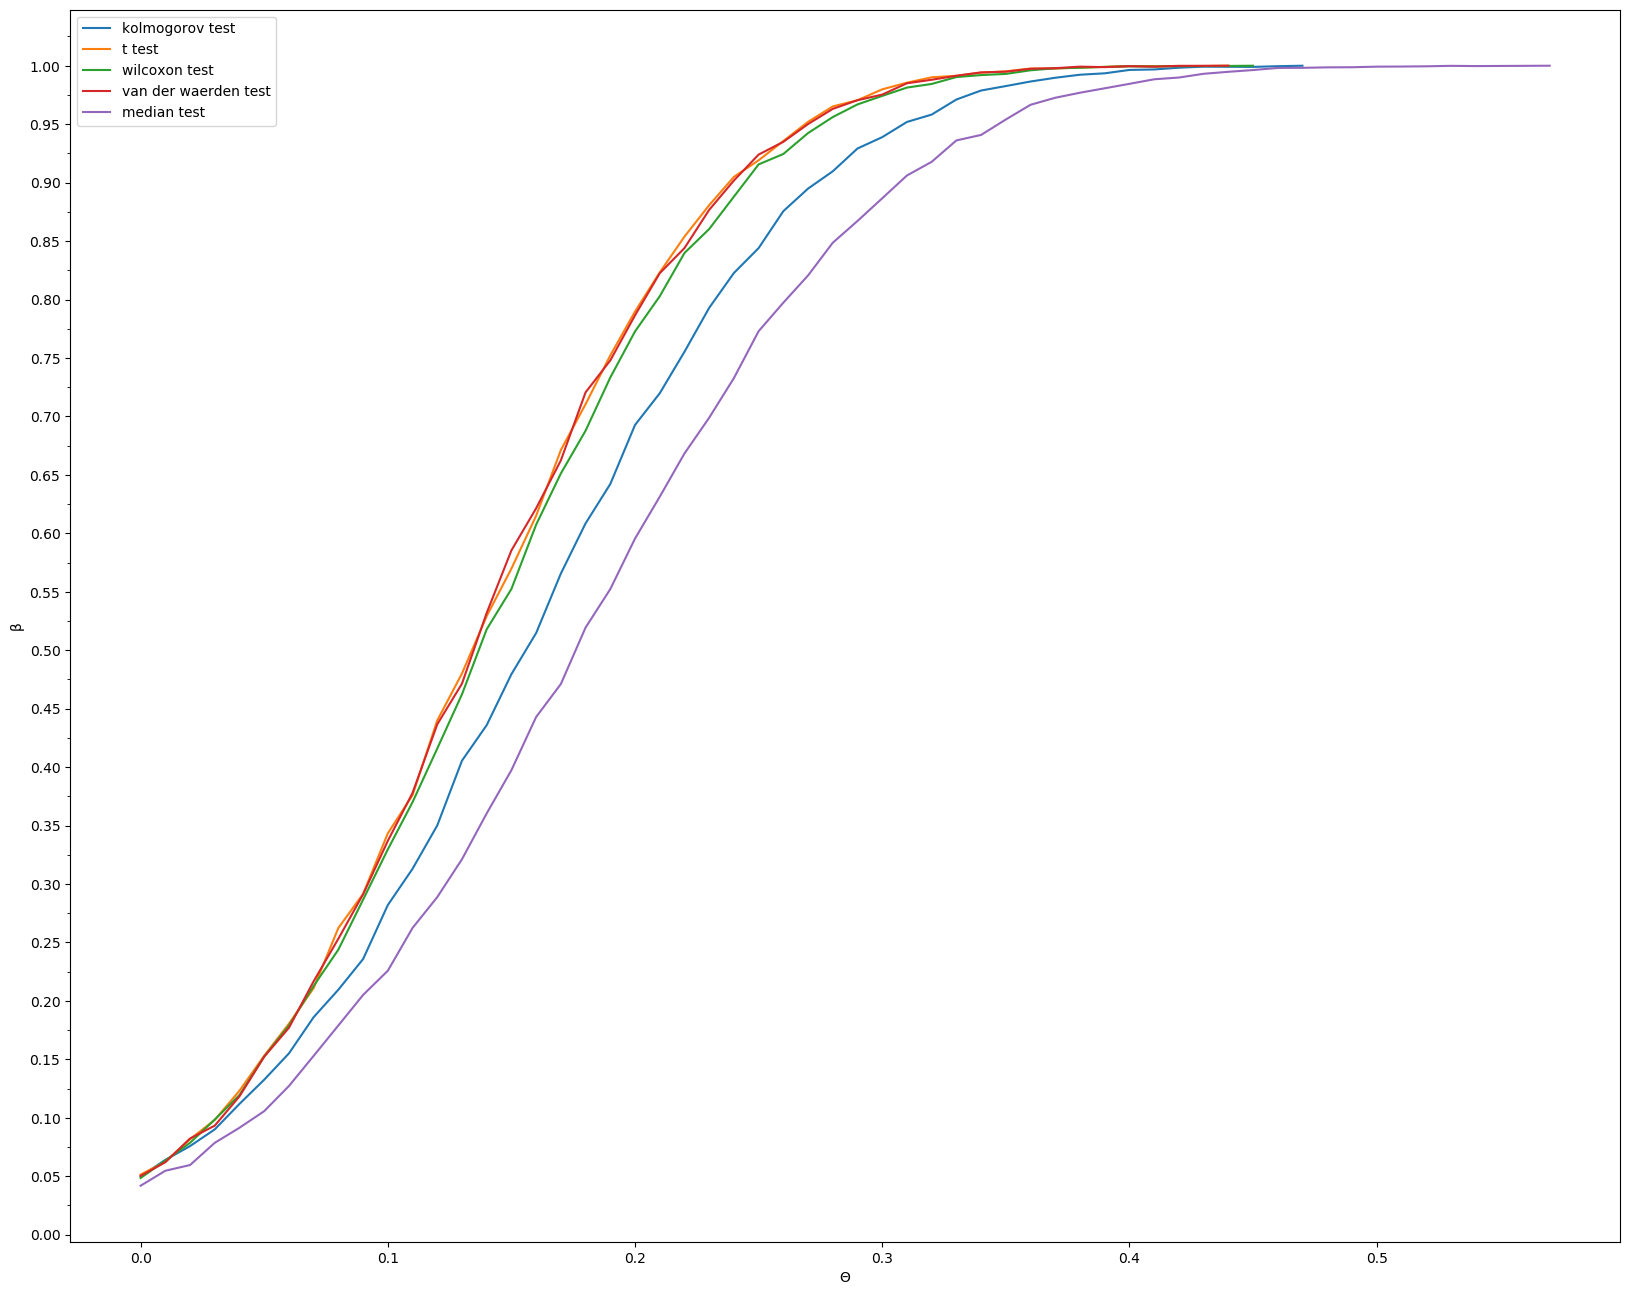 kolmogorov test
t test
wilcoxon test
van der waerden test
median test
1.00
0.95
0.90
0.85
0.80
0.75
0.70
0.65
0.60
0.55
0.50
0.45
0.40
0.35
0.30
0.25
0.20
0.15
0.10
0.05
0.00
β
0.0 0.1 0.2 0.3 0.4 0.5
Θ